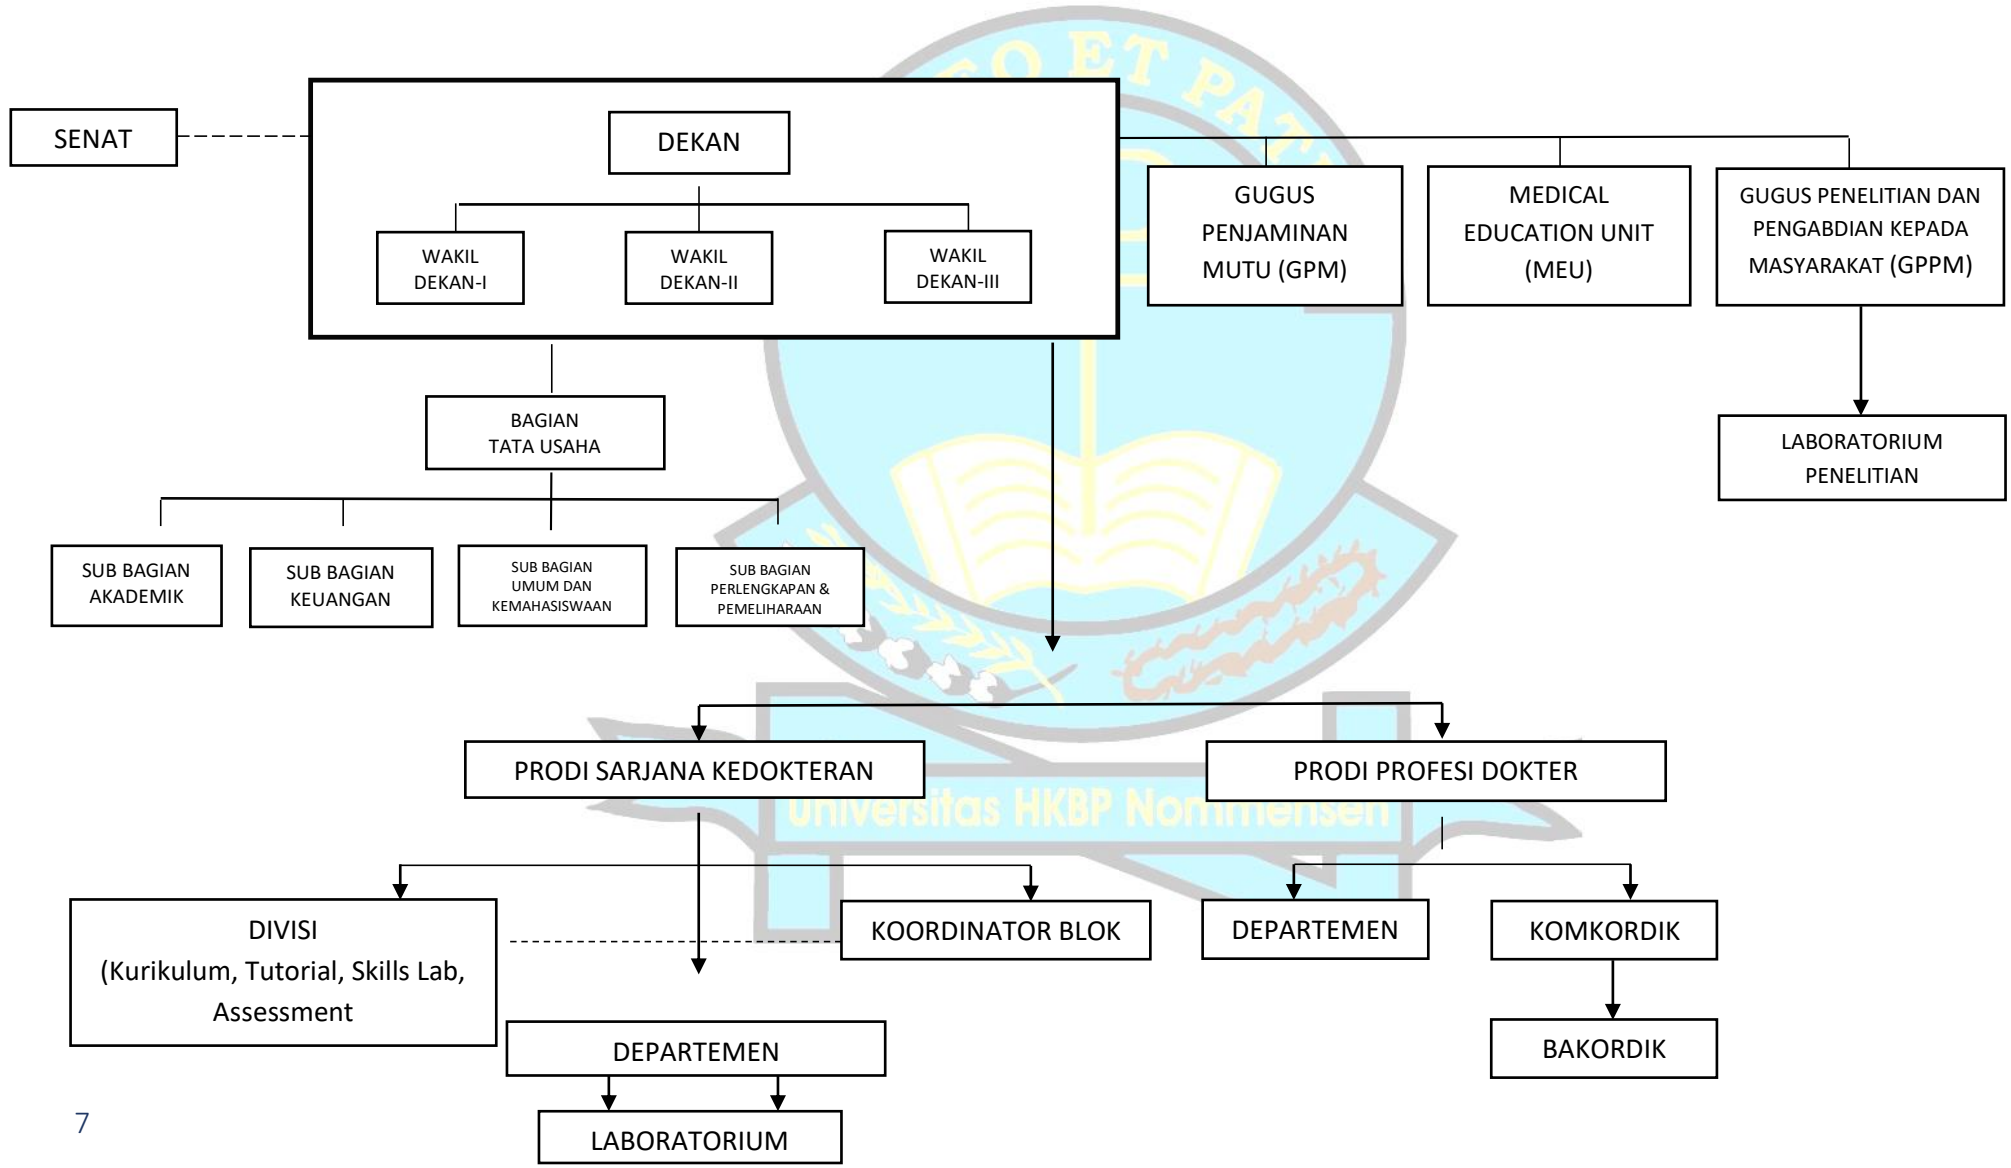 O ET PAT
SENAT
DEKAN
WAKIL
DEKAN-I
WAKIL
DEKAN-II
WAKIL
DEKAN-III
GUGUS
PENJAMINAN
MUTU (GPM)
MEDICAL
EDUCATION UNIT
(MEU)
GUGUS PENELITIAN DAN
PENGABDIAN KEPADA
MASYARAKAT (GPPM)
BAGIAN
TATA USAHA
LABORATORIUM
PENELITIAN
SUB BAGIAN
AKADEMIK
SUB BAGIAN
KEUANGAN
SUB BAGIAN
UMUM DAN
KEMAHASISWAAN
SUB BAGIAN
PERLENGKAPAN &
PEMELIHARAAN
PRODI SARJANA KEDOKTERAN
PRODI PROFESI DOKTER
Universitas HKBP Nommensen
DIVISI
(Kurikulum, Tutorial, Skills Lab,
Assessment
KOORDINATOR BLOK
DEPARTEMEN
KOMKORDIK
DEPARTEMEN
BAKORDIK
LABORATORIUM
7